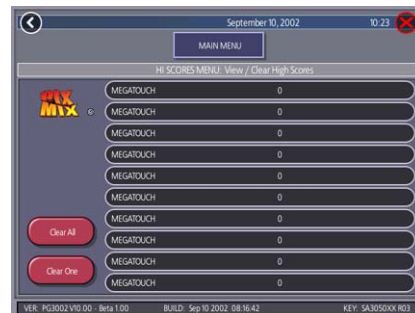 September 10, 2002 10:23
MAIN MENU
HI SCORES MENU: View / Clear High Scores
PIX MIX
MEGATOUCH 0
MEGATOUCH 0
MEGATOUCH 0
MEGATOUCH 0
MEGATOUCH 0
MEGATOUCH 0
MEGATOUCH 0
MEGATOUCH 0
MEGATOUCH 0
MEGATOUCH 0
Clear All
Clear One
VER: PG3002 V10.00 - Beta 1.00 BUILD: Sep 10 2002 08:16:42 KEY: SA3050XX R03